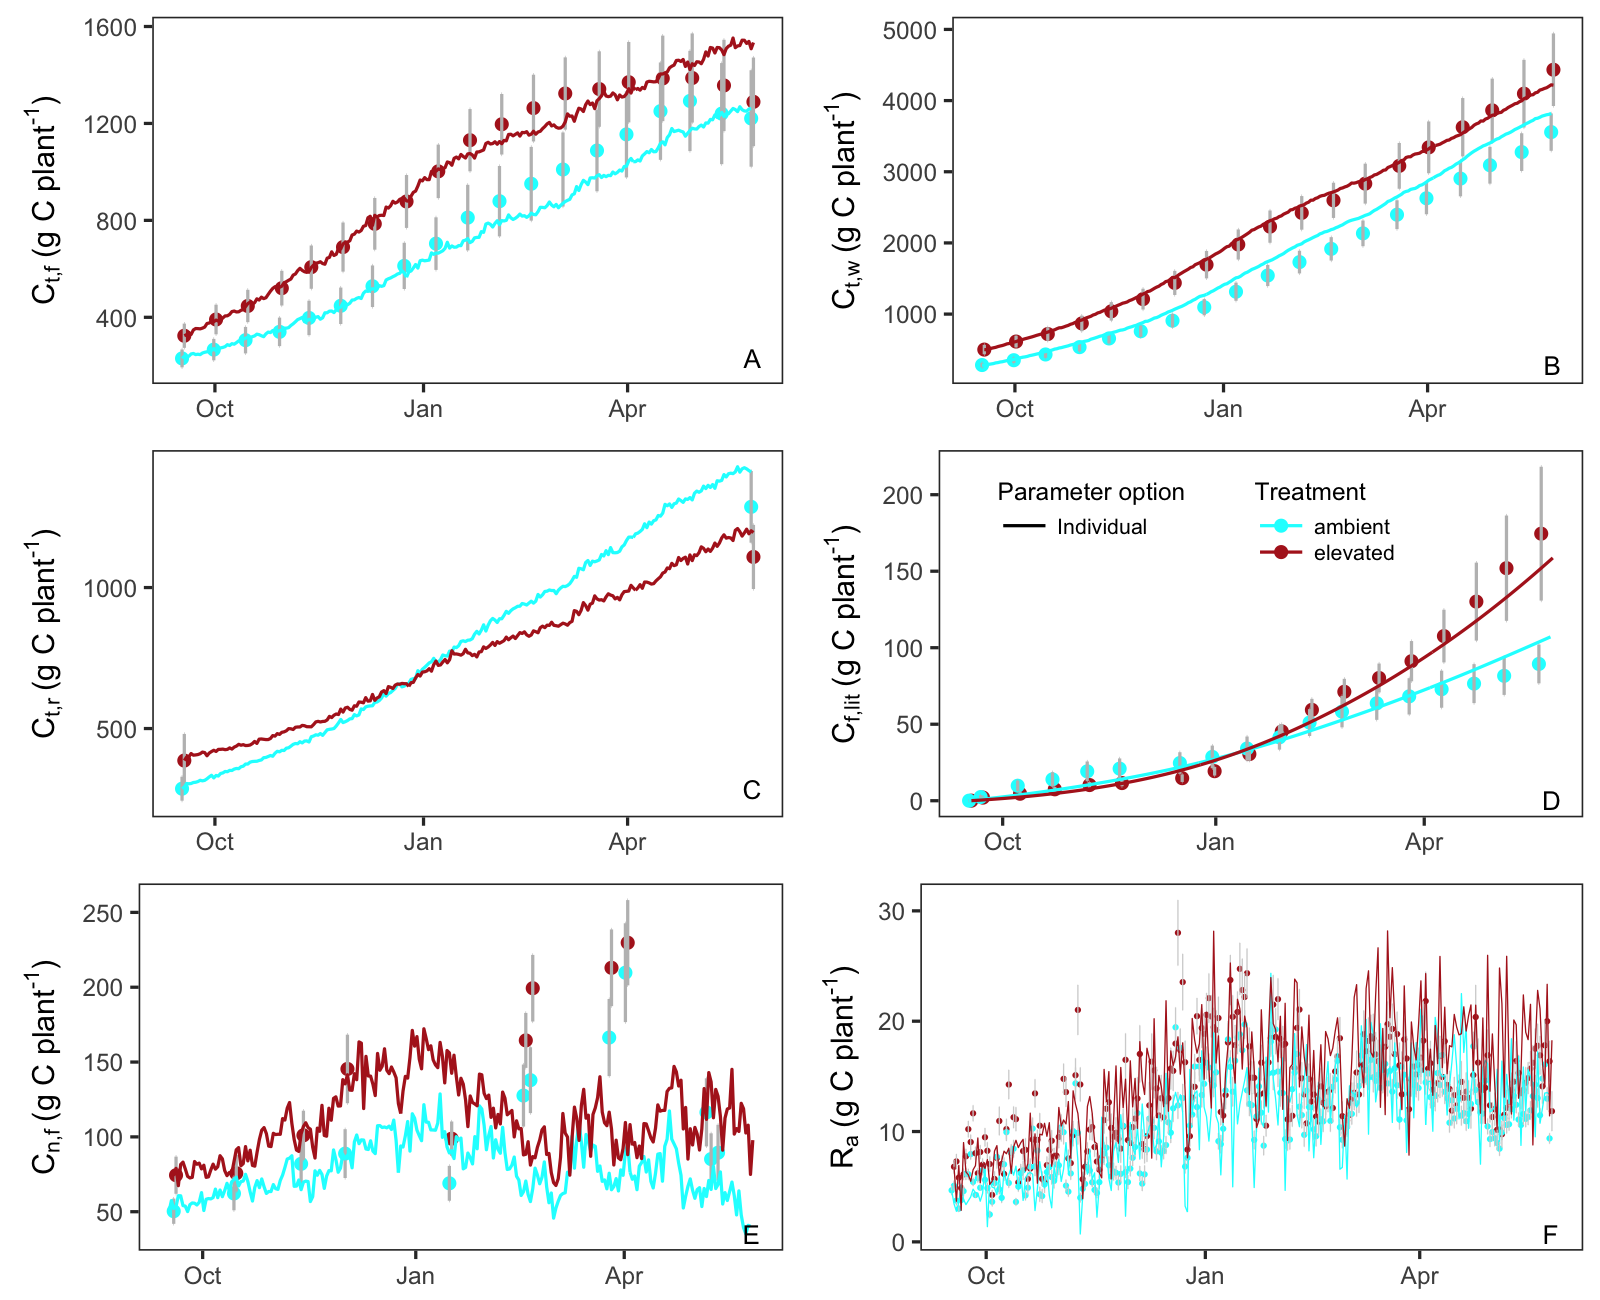 1600
1200
800
400
Oct Jan Apr
C_t,f (g C plant^-1)
A
5000
4000
3000
2000
1000
Oct Jan Apr
C_t,w (g C plant^-1)
B
1000
500
Oct Jan Apr
C_t,r (g C plant^-1)
C
200
150
100
50
0
Oct Jan Apr
C_f,lit (g C plant^-1)
Parameter option
Individual
Treatment
ambient
elevated
D
250
200
150
100
50
Oct Jan Apr
C_n,f (g C plant^-1)
E
30
20
10
0
Oct Jan Apr
R_a (g C plant^-1)
F